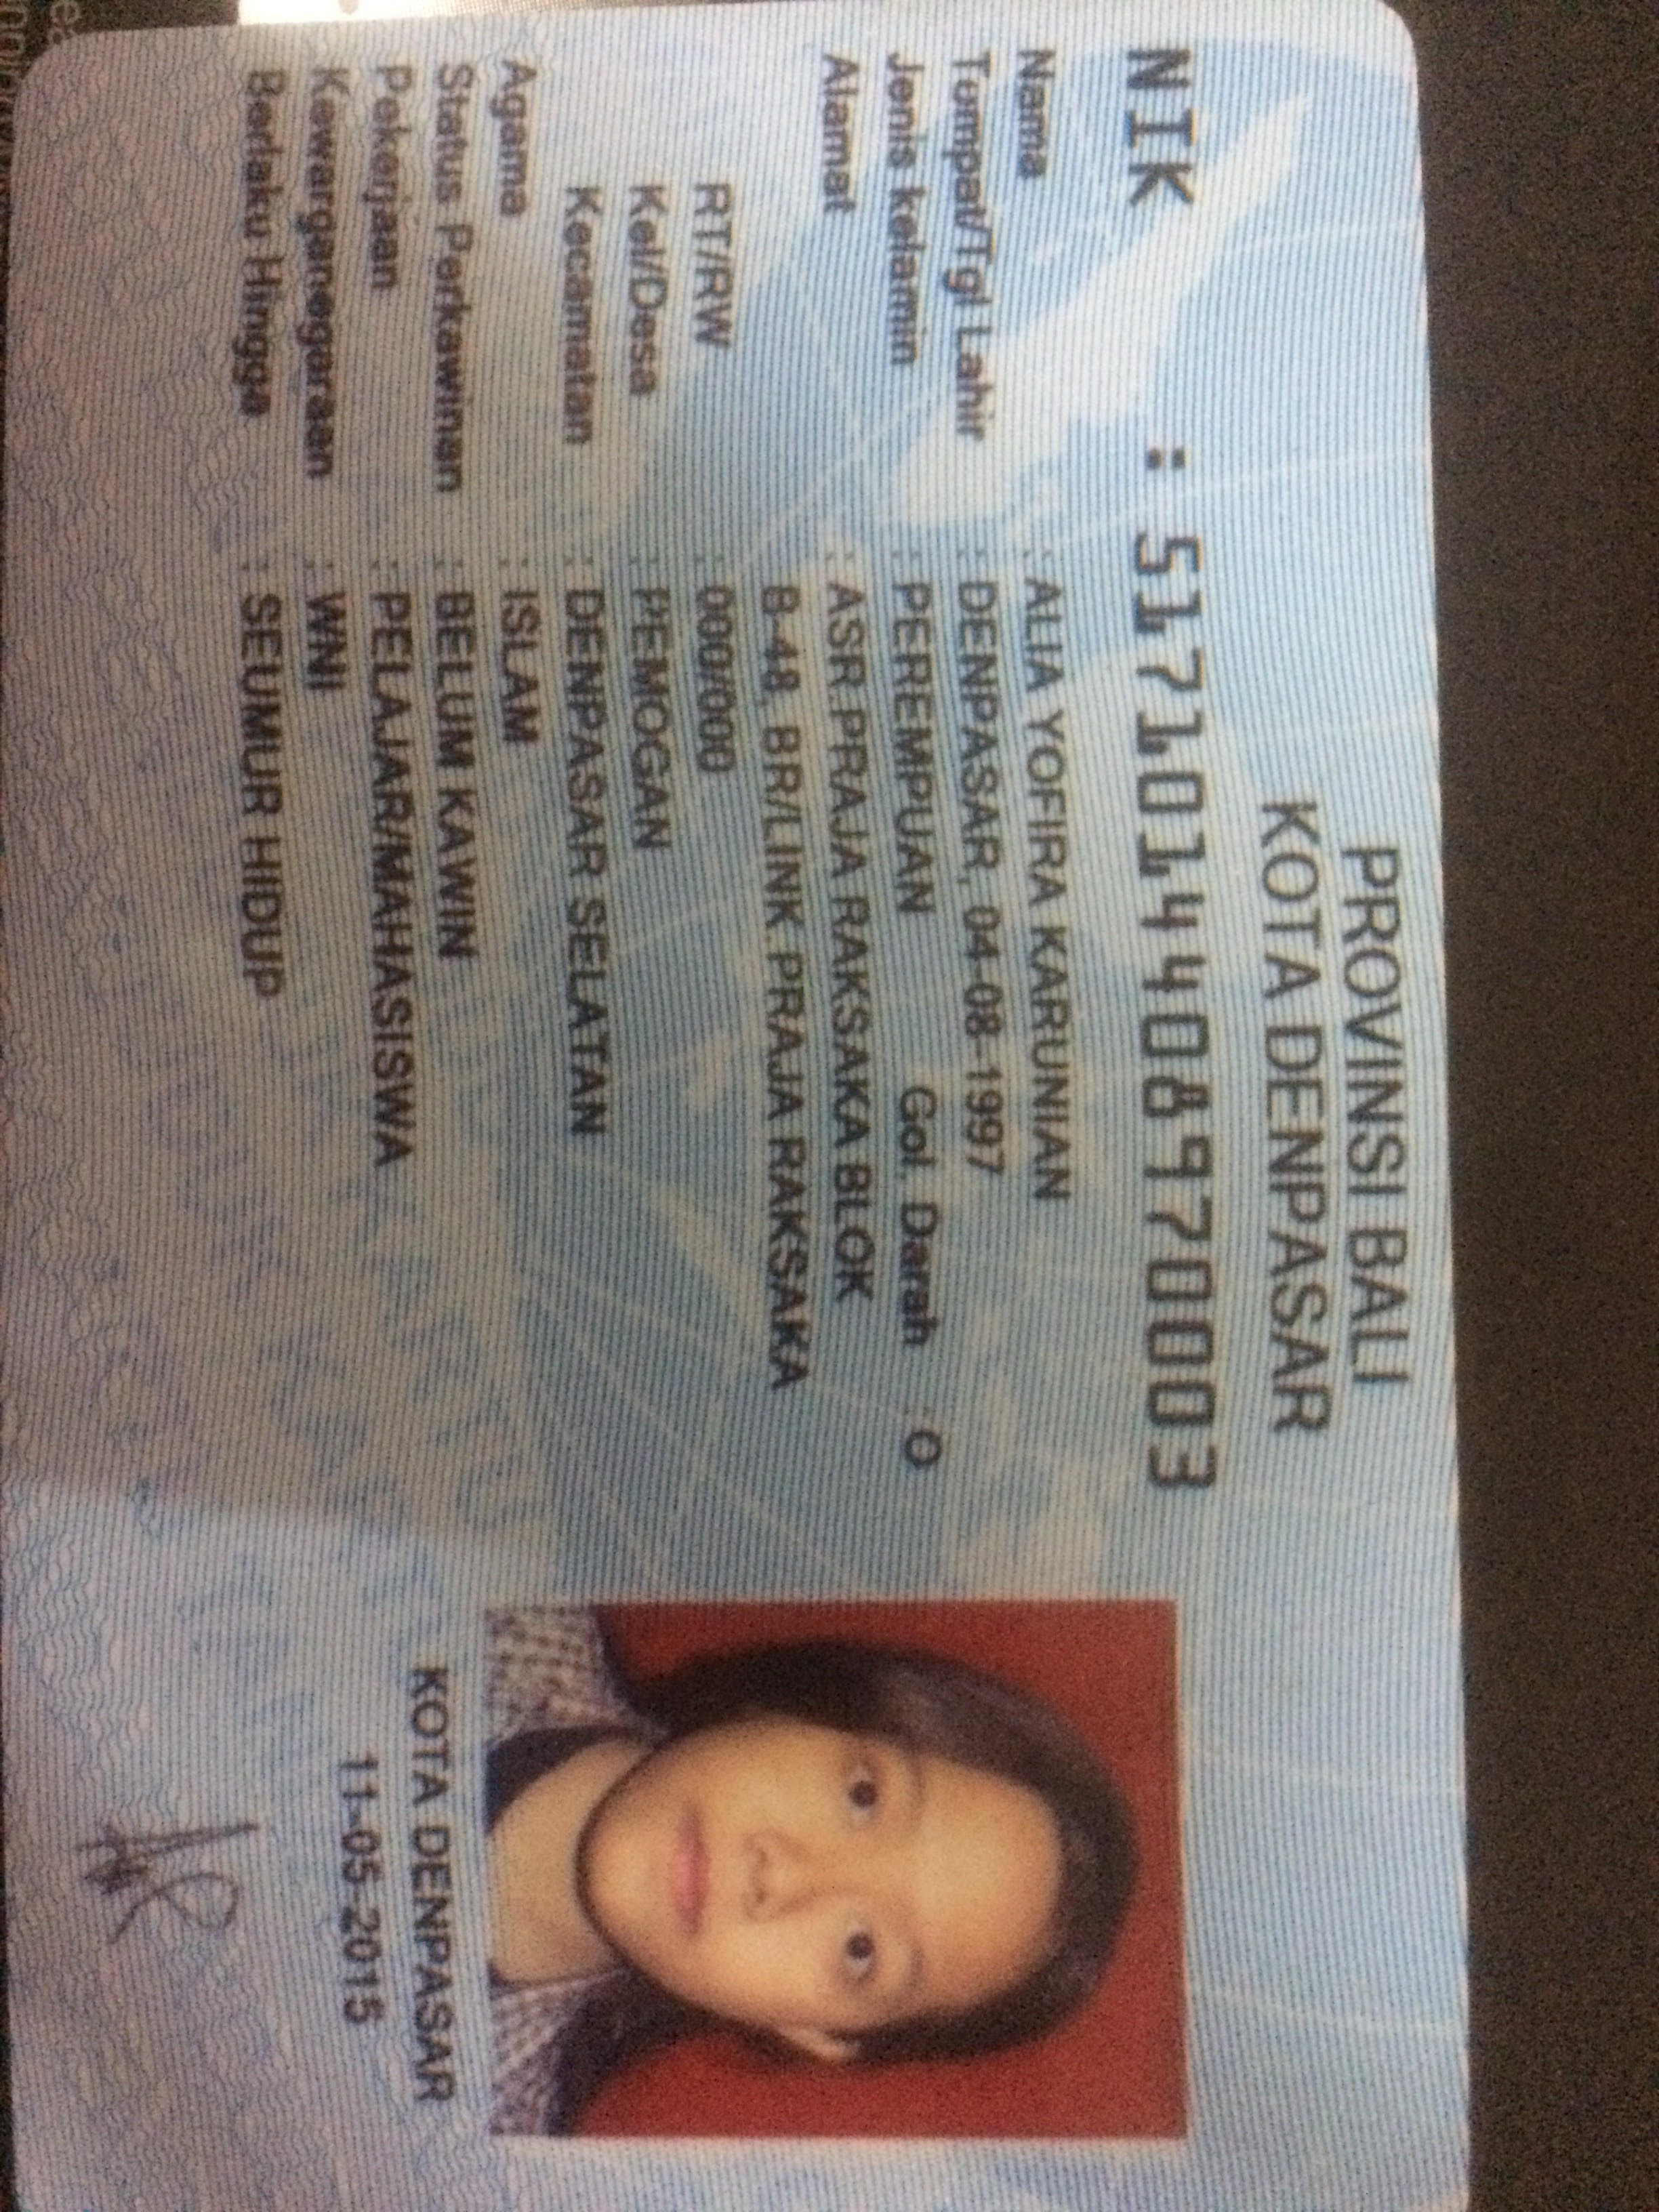 PROVINSI BALI
KOTA DENPASAR
NIK : 5171014408970003
Nama : ALIA YOFIRA KARUNIAN
Tempat/Tgl Lahir : DENPASAR, 04-08-1997
Jenis kelamin : PEREMPUAN Gol. Darah : O
Alamat : ASR.PRAJA RAKSAKA BLOK
B-48, BR/LINK.PRAJA RAKSAKA
RT/RW : 000/000
Kel/Desa : PEMOGAN
Kecamatan : DENPASAR SELATAN
Agama : ISLAM
Status Perkawinan : BELUM KAWIN
Pekerjaan : PELAJAR/MAHASISWA
Kewarganegaraan : WNI
Berlaku Hingga : SEUMUR HIDUP
KOTA DENPASAR
11-05-2015